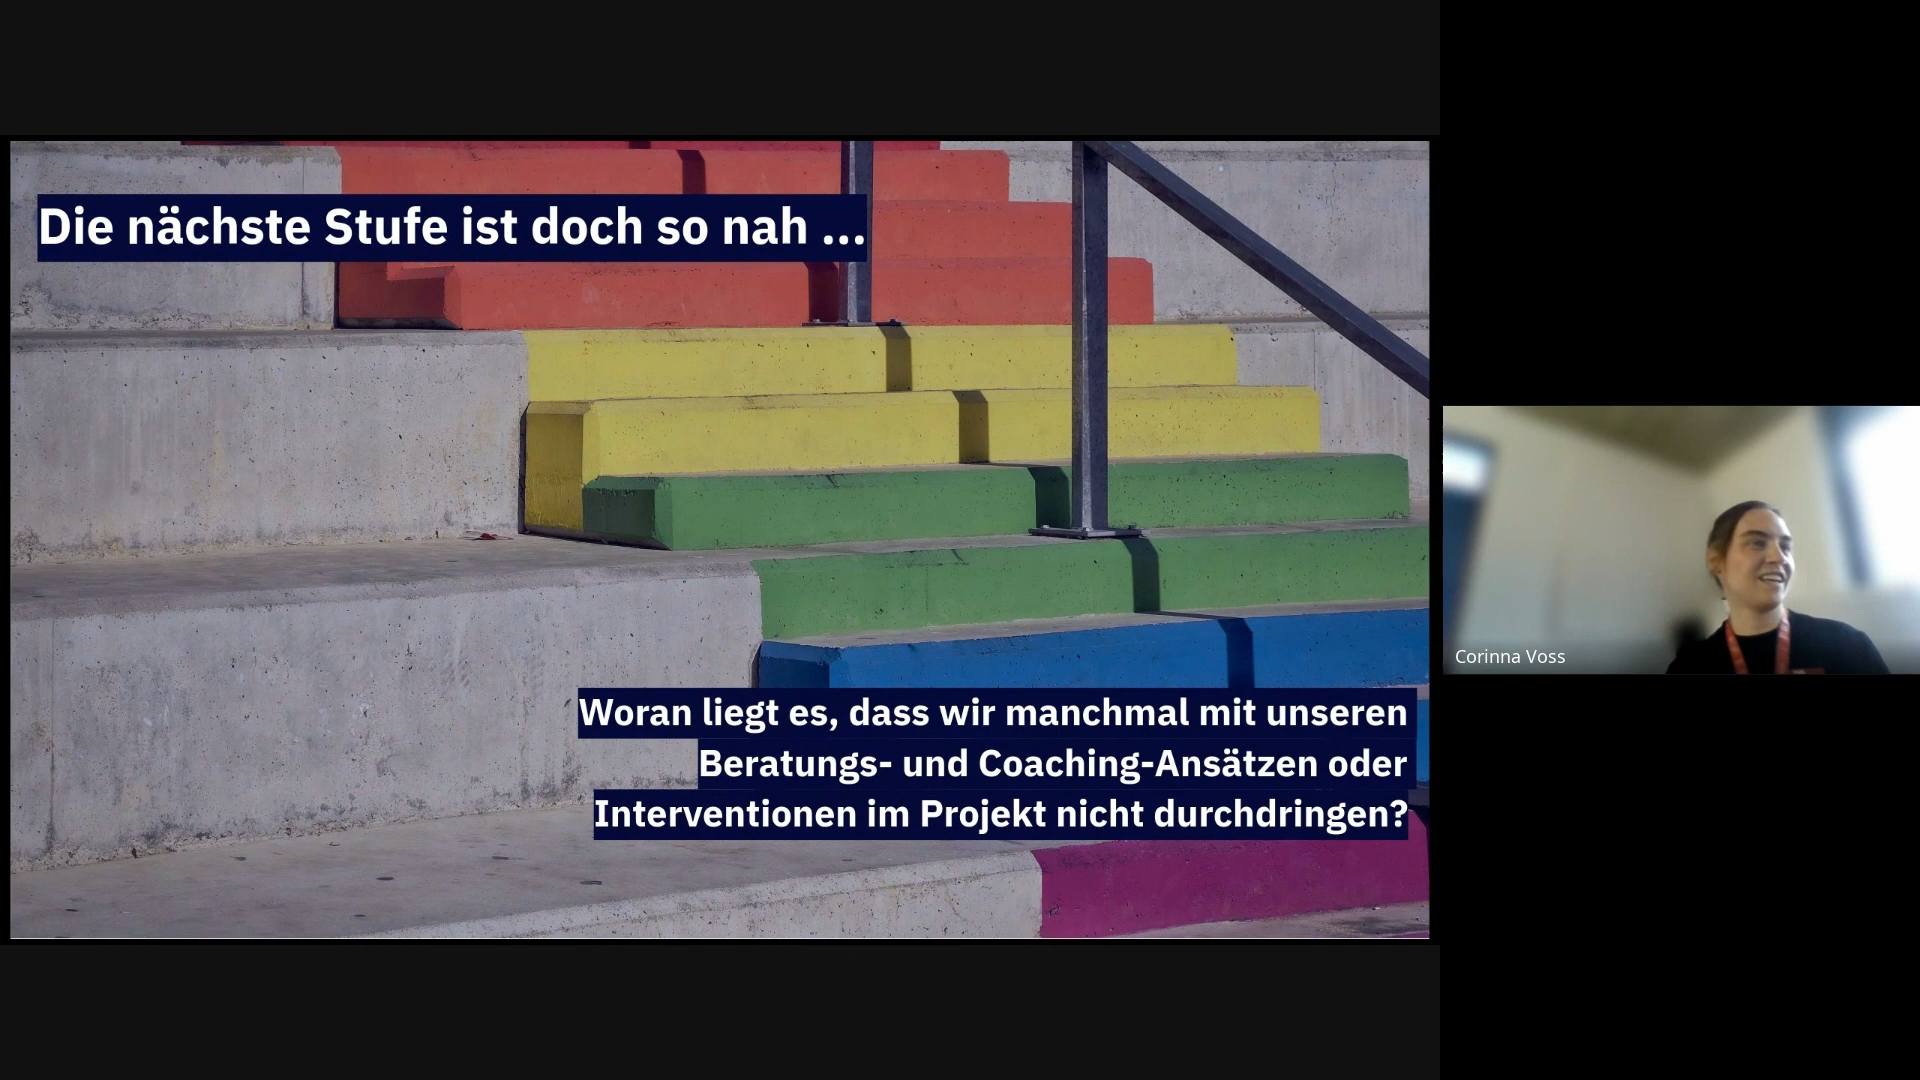 Die nächste Stufe ist doch so nah ...
Woran liegt es, dass wir manchmal mit unseren
Beratungs- und Coaching-Ansätzen oder
Interventionen im Projekt nicht durchdringen?
Corinna Voss